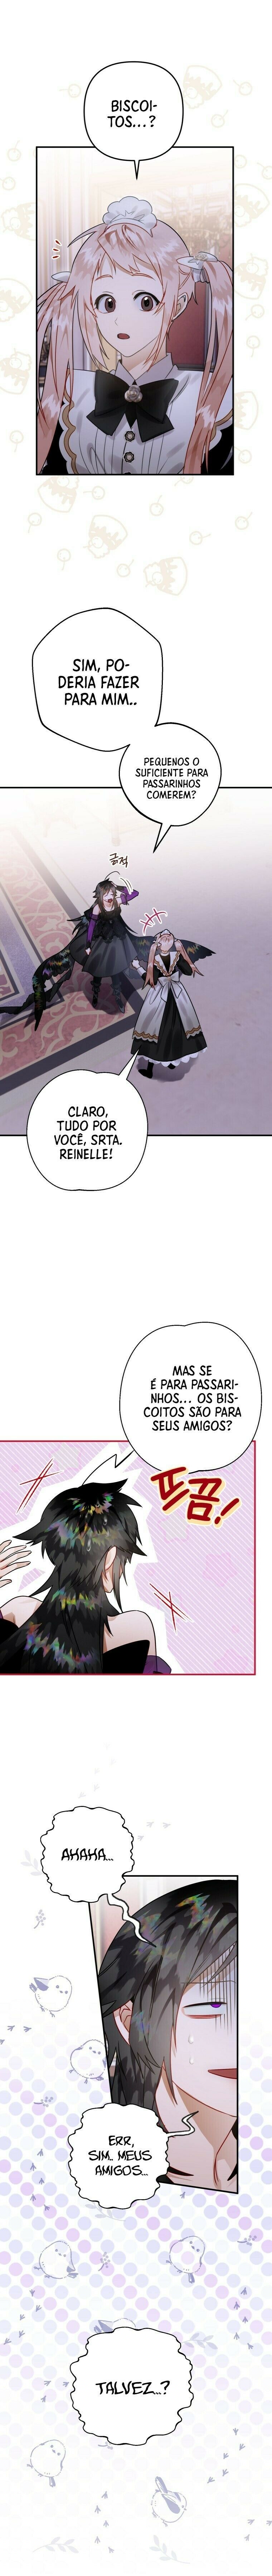 BISCOI-
TOS...?
SIM, PO-
DERIA FAZER
PARA MIM..
PEQUENOS O
SUFICIENTE PARA
PASSARINHOS
COMEREM?
긁적
CLARO,
TUDO POR
VOCÊ, SRTA.
REINELLE!
MAS SE
É PARA PASSARI-
NHOS... OS BIS-
COITOS SÃO PARA
SEUS AMIGOS?
뜨끔!
AHAHA...
ERR,
SIM.. MEUS
AMIGOS...
TALVEZ...?